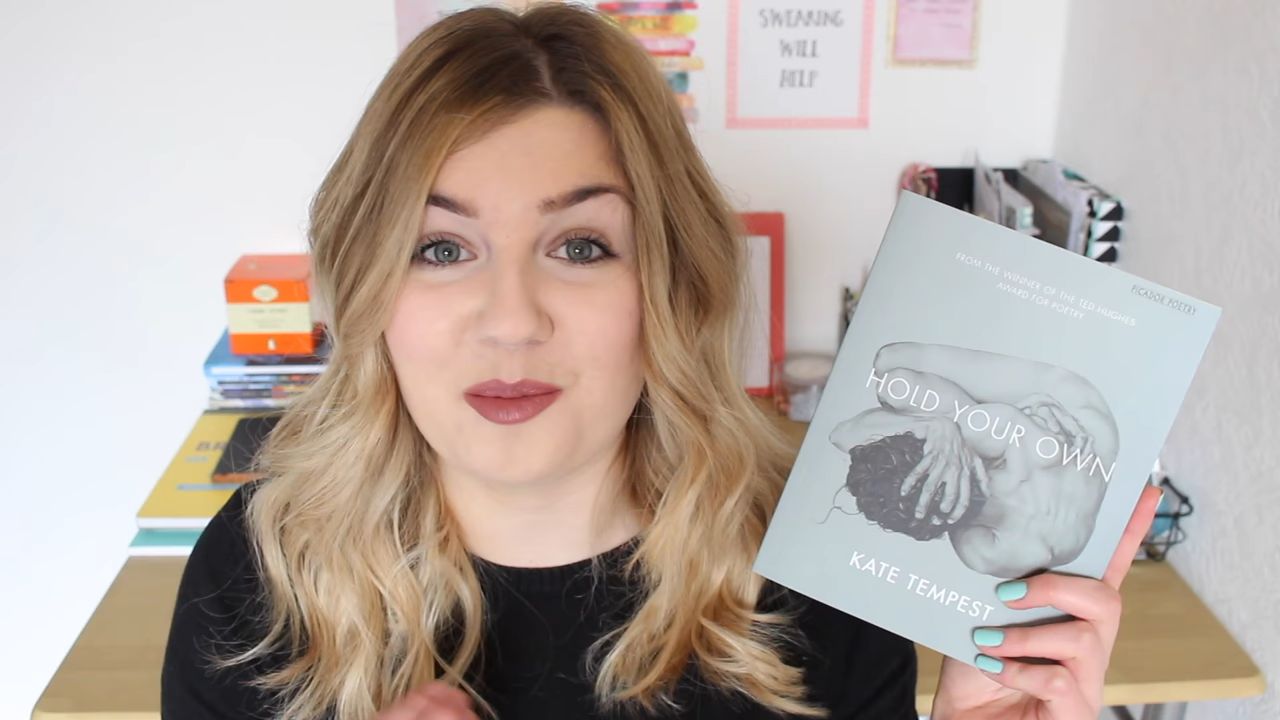 SWEARING
WILL
HELP
PICADOR POETRY
FROM THE WINNER OF THE TED HUGHES
AWARD FOR POETRY
HOLD YOUR OWN
KATE TEMPEST